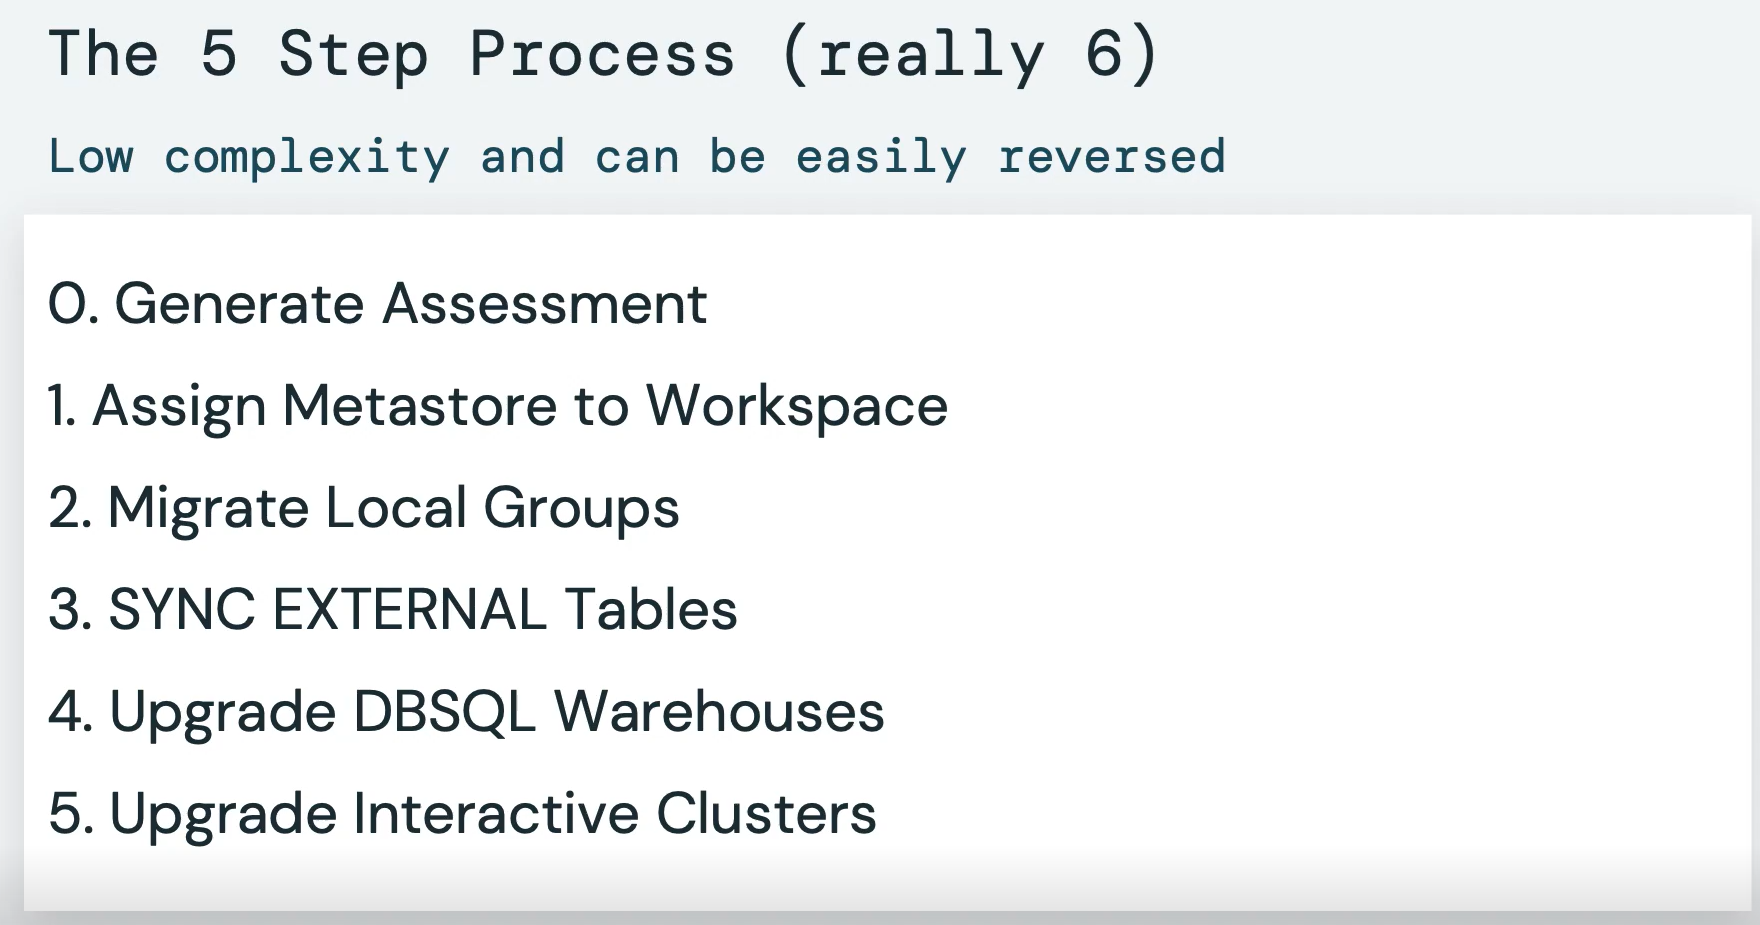 The 5 Step Process (really 6)
Low complexity and can be easily reversed
0. Generate Assessment
1. Assign Metastore to Workspace
2. Migrate Local Groups
3. SYNC EXTERNAL Tables
4. Upgrade DBSQL Warehouses
5. Upgrade Interactive Clusters